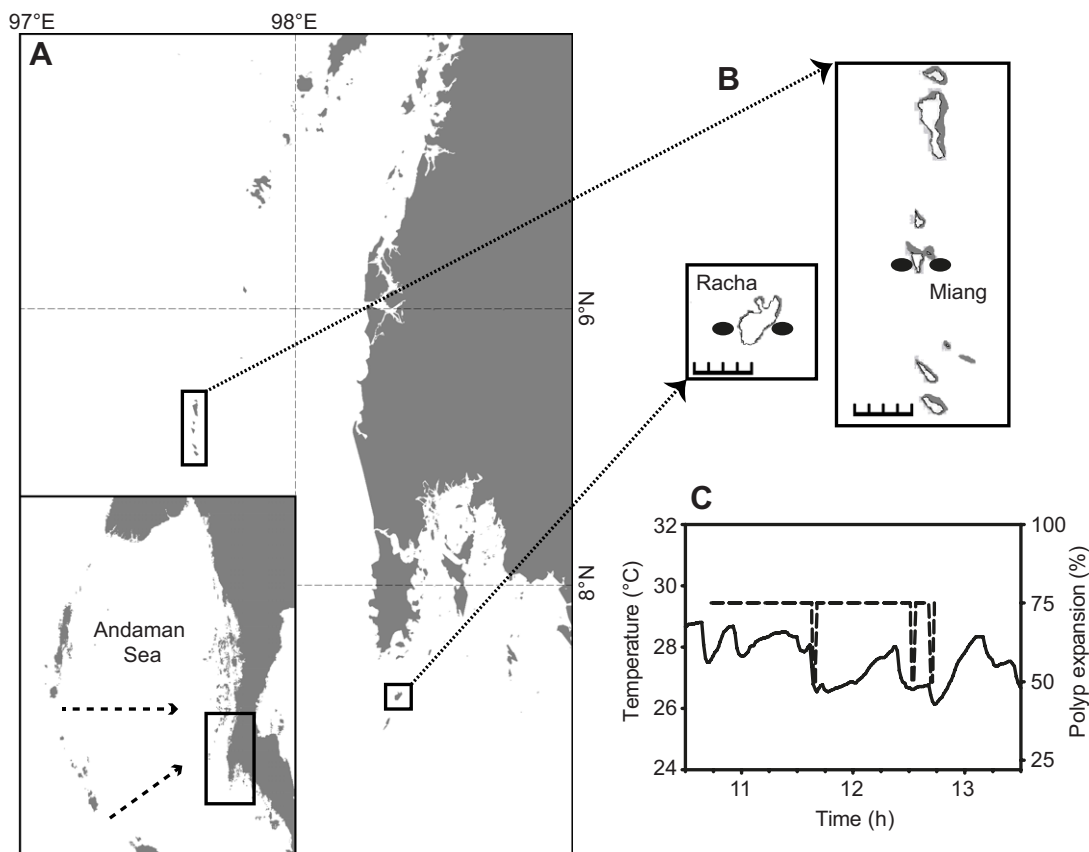 97°E
98°E
A
9°N
8°N
Andaman
Sea
B
Racha
Miang
C
32
30
28
26
24
Temperature (°C)
100
75
50
25
Polyp expansion (%)
11
12
13
Time (h)